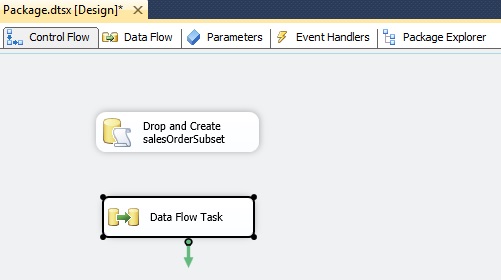 Package.dtsx [Design]*
Control Flow
Data Flow
Parameters
Event Handlers
Package Explorer
Drop and Create
salesOrderSubset
Data Flow Task